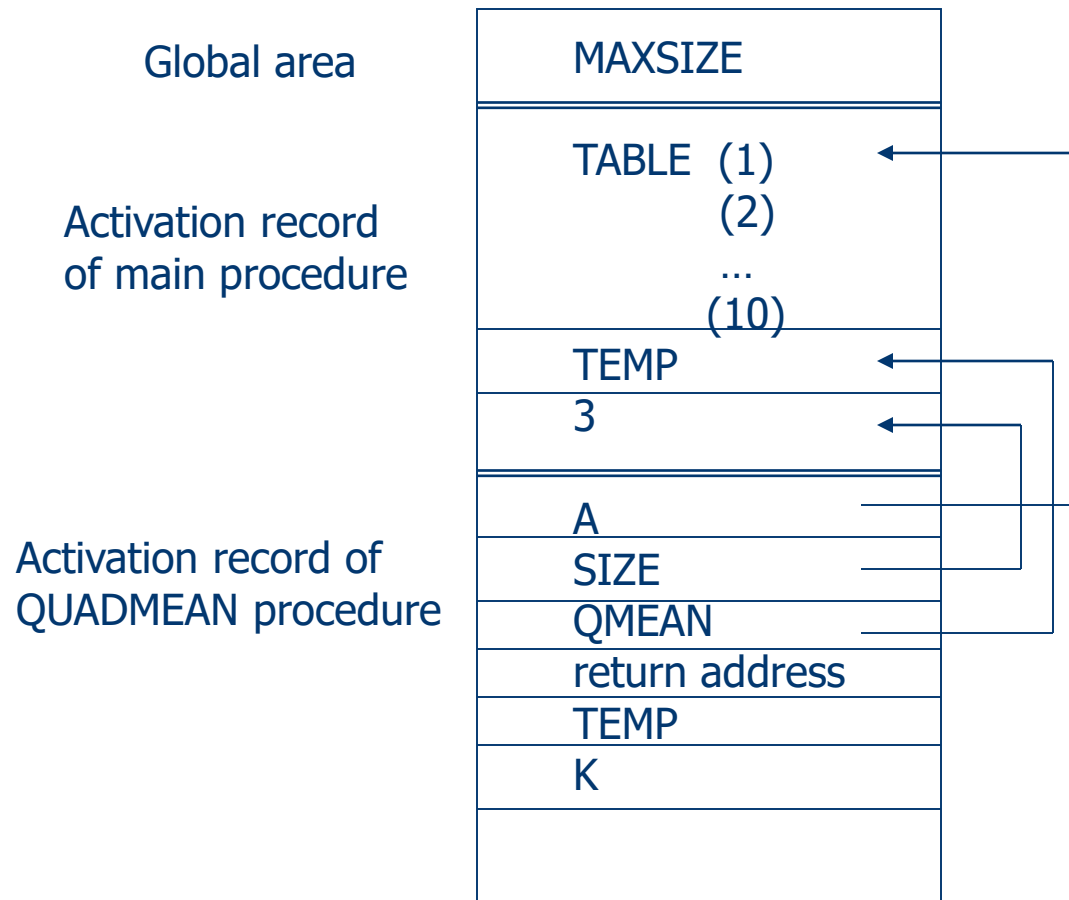 Global area
MAXSIZE
TABLE (1)
(2)
...
(10)
Activation record
of main procedure
TEMP
3
A
SIZE
QMEAN
return address
TEMP
K
Activation record of
QUADMEAN procedure